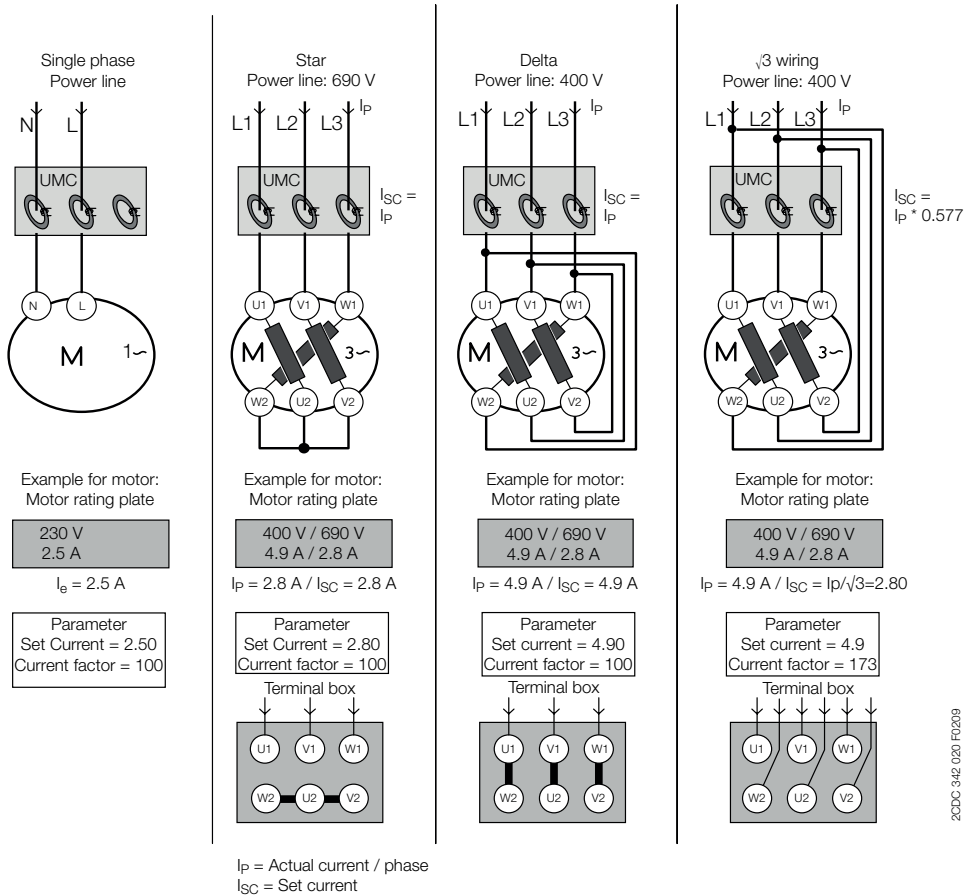 Single phase
Power line
N
L
UMC
N
L
M
1~
Example for motor:
Motor rating plate
230 V
2.5 A
Ie = 2.5 A
Parameter
Set Current = 2.50
Current factor = 100
Star
Power line: 690 V
IP
L1
L2
L3
UMC
ISC =
IP
U1
V1
W1
M
3~
W2
U2
V2
Example for motor:
Motor rating plate
400 V / 690 V
4.9 A / 2.8 A
IP = 2.8 A / ISC = 2.8 A
Parameter
Set Current = 2.80
Current factor = 100
Terminal box
U1
V1
W1
W2
U2
V2
Delta
Power line: 400 V
IP
L1
L2
L3
UMC
ISC =
IP
U1
V1
W1
M
3~
W2
U2
V2
Example for motor:
Motor rating plate
400 V / 690 V
4.9 A / 2.8 A
IP = 4.9 A / ISC = 4.9 A
Parameter
Set current = 4.90
Current factor = 100
Terminal box
U1
V1
W1
W2
U2
V2
√3 wiring
Power line: 400 V
IP
L1
L2
L3
UMC
ISC =
IP * 0.577
U1
V1
W1
M
3~
W2
U2
V2
Example for motor:
Motor rating plate
400 V / 690 V
4.9 A / 2.8 A
IP = 4.9 A / ISC = Ip/√3=2.80
Parameter
Set current = 4.9
Current factor = 173
Terminal box
U1
V1
W1
W2
U2
V2
2CDC 342 020 F0209
IP = Actual current / phase
ISC = Set current